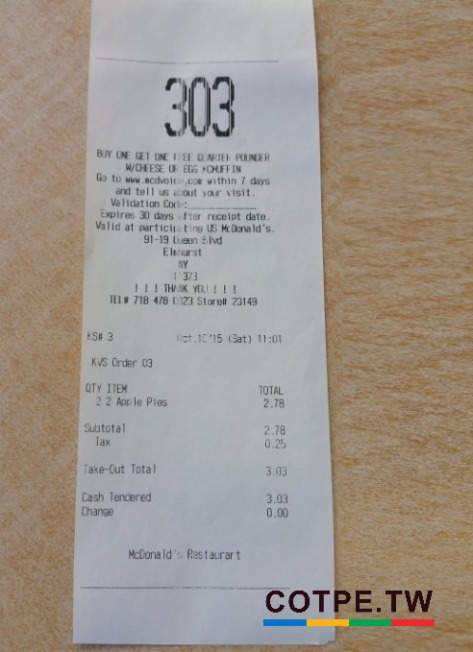 303
BUY ONE GET ONE FREE QUARTER POUNDER
W/CHEESE OR EGG MCMUFFIN
Go to www.mcdvoice.com within 7 days
and tell us about your visit.
Validation Code:____________
Expires 30 days after receipt date.
Valid at participating US McDonald's.
91-19 Queen Blvd
Elmhurst
NY
11373
! ! ! THANK YOU ! ! !
TEL# 718 478 0023 Store# 23149
KS# 3 Oct.10'15 (Sat) 11:01
KVS Order 03
QTY ITEM TOTAL
2 2 Apple Pies 2.78
Subtotal 2.78
Tax 0.25
Take-Out Total 3.03
Cash Tendered 3.03
Change 0.00
McDonald's Restaurart
COTPE.TW